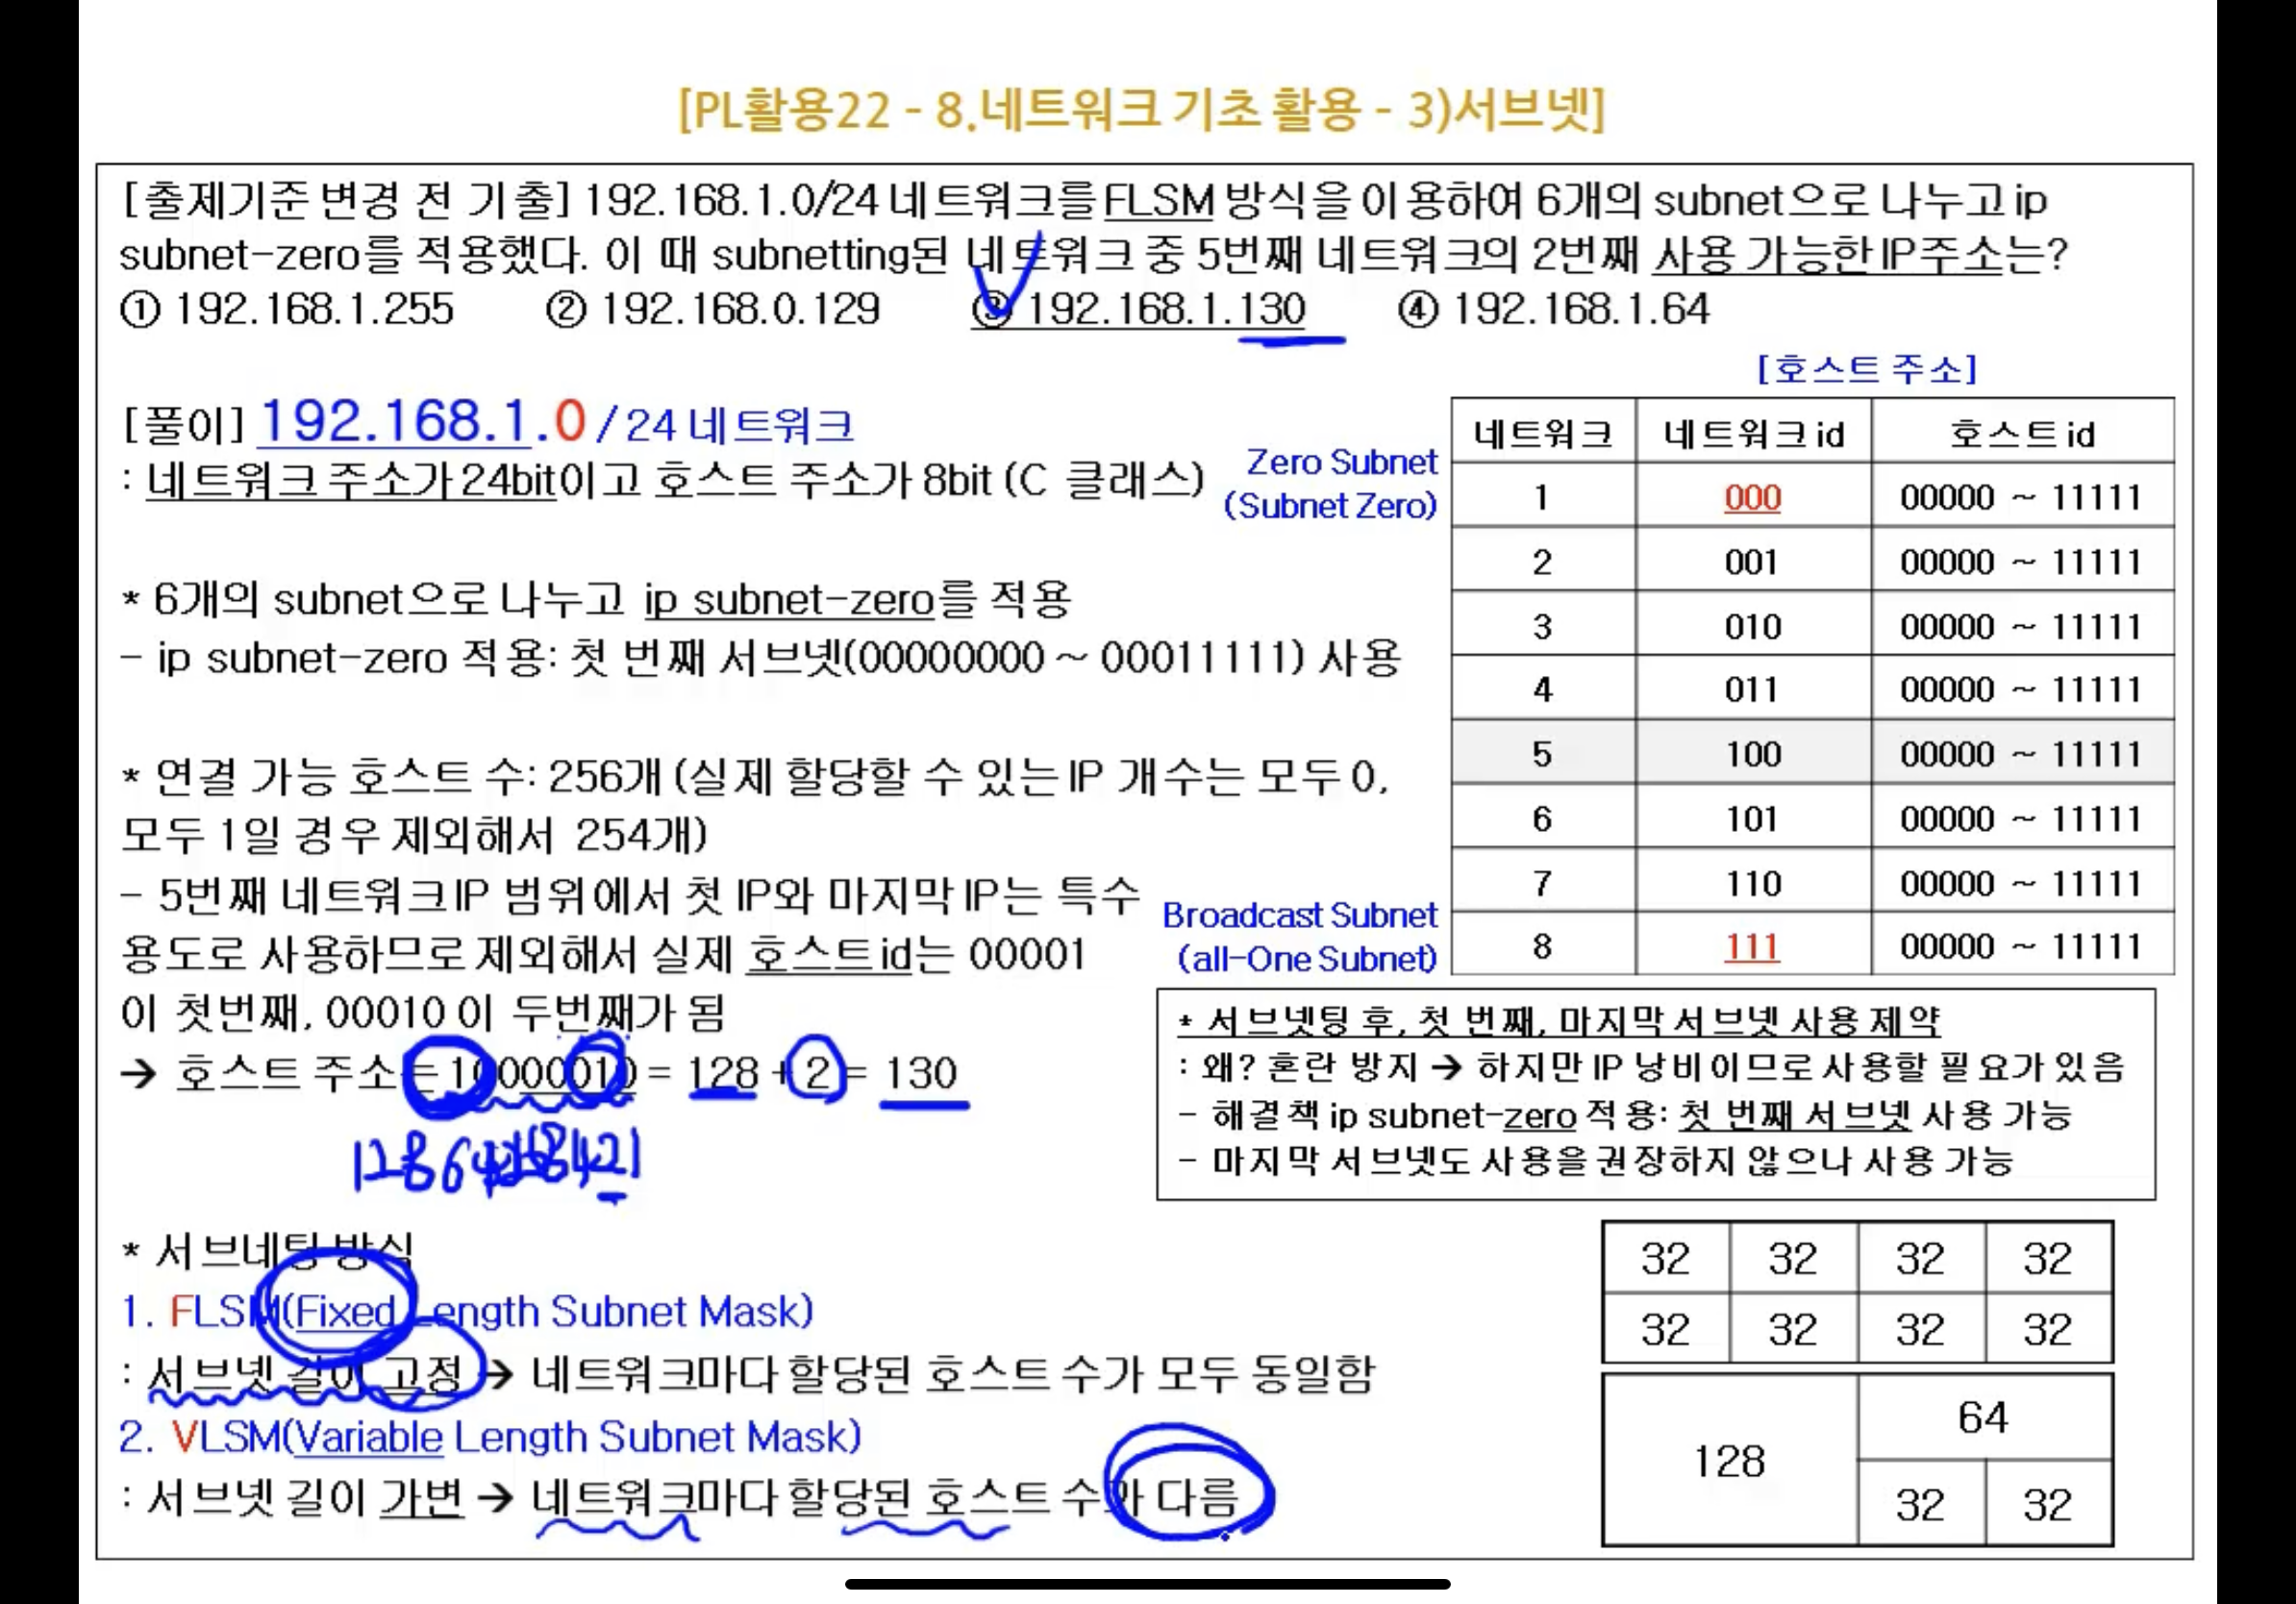 [PL활용22 - 8.네트워크 기초 활용 - 3)서브넷]
[출제기준 변경 전 기출] 192.168.1.0/24 네트워크를 FLSM 방식을 이용하여 6개의 subnet으로 나누고 ip
subnet-zero를 적용했다. 이 때 subnetting된 네트워크 중 5번째 네트워크의 2번째 사용 가능한 IP주소는?
① 192.168.1.255 ② 192.168.0.129 ③ 192.168.1.130 ④ 192.168.1.64
[풀이] 192.168.1.0 / 24 네트워크
: 네트워크 주소가 24bit이고 호스트 주소가 8bit (C 클래스)
* 6개의 subnet으로 나누고 ip subnet-zero를 적용
- ip subnet-zero 적용: 첫 번째 서브넷(00000000 ~ 00011111) 사용
* 연결 가능 호스트 수: 256개 (실제 할당할 수 있는 IP 개수는 모두 0,
모두 1일 경우 제외해서 254개)
- 5번째 네트워크 IP 범위에서 첫 IP와 마지막 IP는 특수
용도로 사용하므로 제외해서 실제 호스트id는 00001
이 첫번째, 00010 이 두번째가 됨
→ 호스트 주소는 10000010 = 128 + 2 = 130
[호스트 주소]
네트워크 네트워크 id 호스트 id
Zero Subnet
(Subnet Zero)
1 000 00000 ~ 11111
2 001 00000 ~ 11111
3 010 00000 ~ 11111
4 011 00000 ~ 11111
5 100 00000 ~ 11111
6 101 00000 ~ 11111
7 110 00000 ~ 11111
Broadcast Subnet
(all-One Subnet)
8 111 00000 ~ 11111
* 서브넷팅 후, 첫 번째, 마지막 서브넷 사용 제약
: 왜? 혼란 방지 → 하지만 IP 낭비이므로 사용할 필요가 있음
- 해결책 ip subnet-zero 적용: 첫 번째 서브넷 사용 가능
- 마지막 서브넷도 사용을 권장하지 않으나 사용 가능
* 서브네팅 방식
1. FLSM(Fixed Length Subnet Mask)
: 서브넷 길이 고정 → 네트워크마다 할당된 호스트 수가 모두 동일함
2. VLSM(Variable Length Subnet Mask)
: 서브넷 길이 가변 → 네트워크마다 할당된 호스트 수가 다름
32 32 32 32
32 32 32 32
128 64
32 32